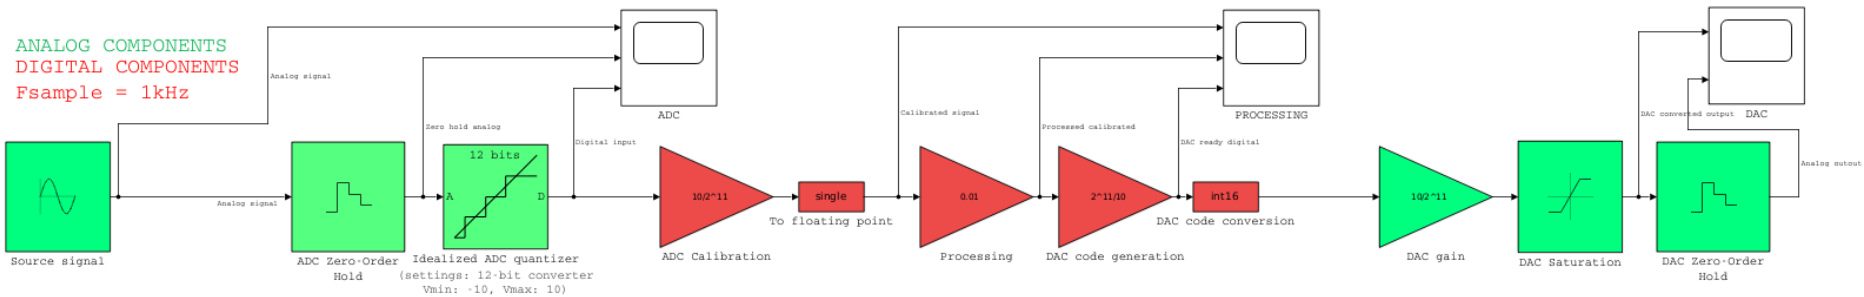 ANALOG COMPONENTS
DIGITAL COMPONENTS
Fsample = 1kHz
Analog signal
Zero hold analog
Digital input
ADC
Calibrated signal
Processed calibrated
DAC ready digital
PROCESSING
DAC converted output
DAC
Analog outout
Source signal
Analog signal
ADC Zero-Order
Hold
12 bits
A
D
Idealized ADC quantizer
(settings: 12-bit converter
Vmin: -10, Vmax: 10)
10/2^11
ADC Calibration
single
To floating point
0.01
Processing
2^11/10
DAC code generation
int16
DAC code conversion
10/2^11
DAC gain
DAC Saturation
DAC Zero-Order
Hold